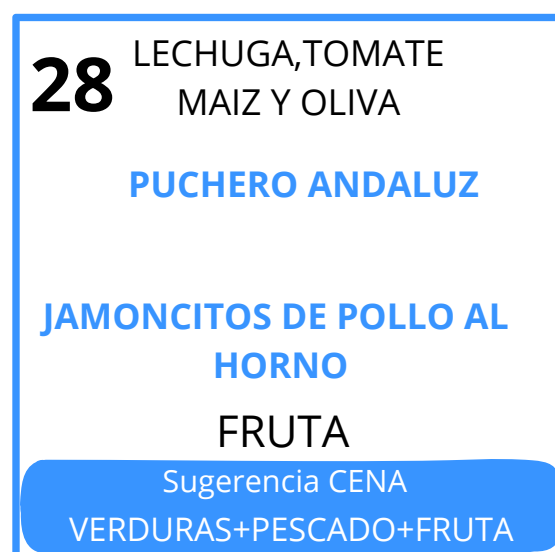 28
LECHUGA,TOMATE
MAIZ Y OLIVA
PUCHERO ANDALUZ
JAMONCITOS DE POLLO AL
HORNO
FRUTA
Sugerencia CENA
VERDURAS+PESCADO+FRUTA